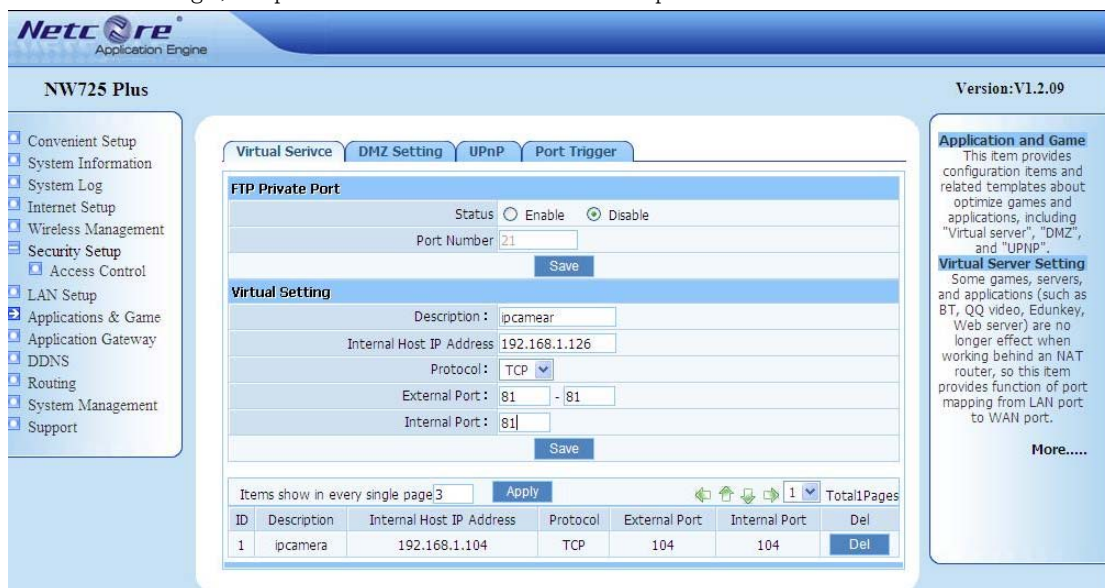 Netcore
Application Engine
NW725 Plus
Version:V1.2.09
Convenient Setup
System Information
System Log
Internet Setup
Wireless Management
Security Setup
Access Control
LAN Setup
Applications & Game
Application Gateway
DDNS
Routing
System Management
Support
Virtual Serivce
DMZ Setting
UPnP
Port Trigger
FTP Private Port
Status Enable Disable
Port Number 21
Save
Virtual Setting
Description: ipcamear
Internal Host IP Address 192.168.1.126
Protocol: TCP
External Port: 81 - 81
Internal Port: 81
Save
Items show in every single page 3 Apply 1 Total1Pages
ID Description Internal Host IP Address Protocol External Port Internal Port Del
1 ipcamera 192.168.1.104 TCP 104 104 Del
Application and Game
This item provides
configuration items and
related templates about
optimize games and
applications, including
"Virtual server", "DMZ",
and "UPNP".
Virtual Server Setting
Some games, servers,
and applications (such as
BT, QQ video, Edunkey,
Web server) are no
longer effect when
working behind an NAT
router, so this item
provides function of port
mapping from LAN port
to WAN port.
More.....